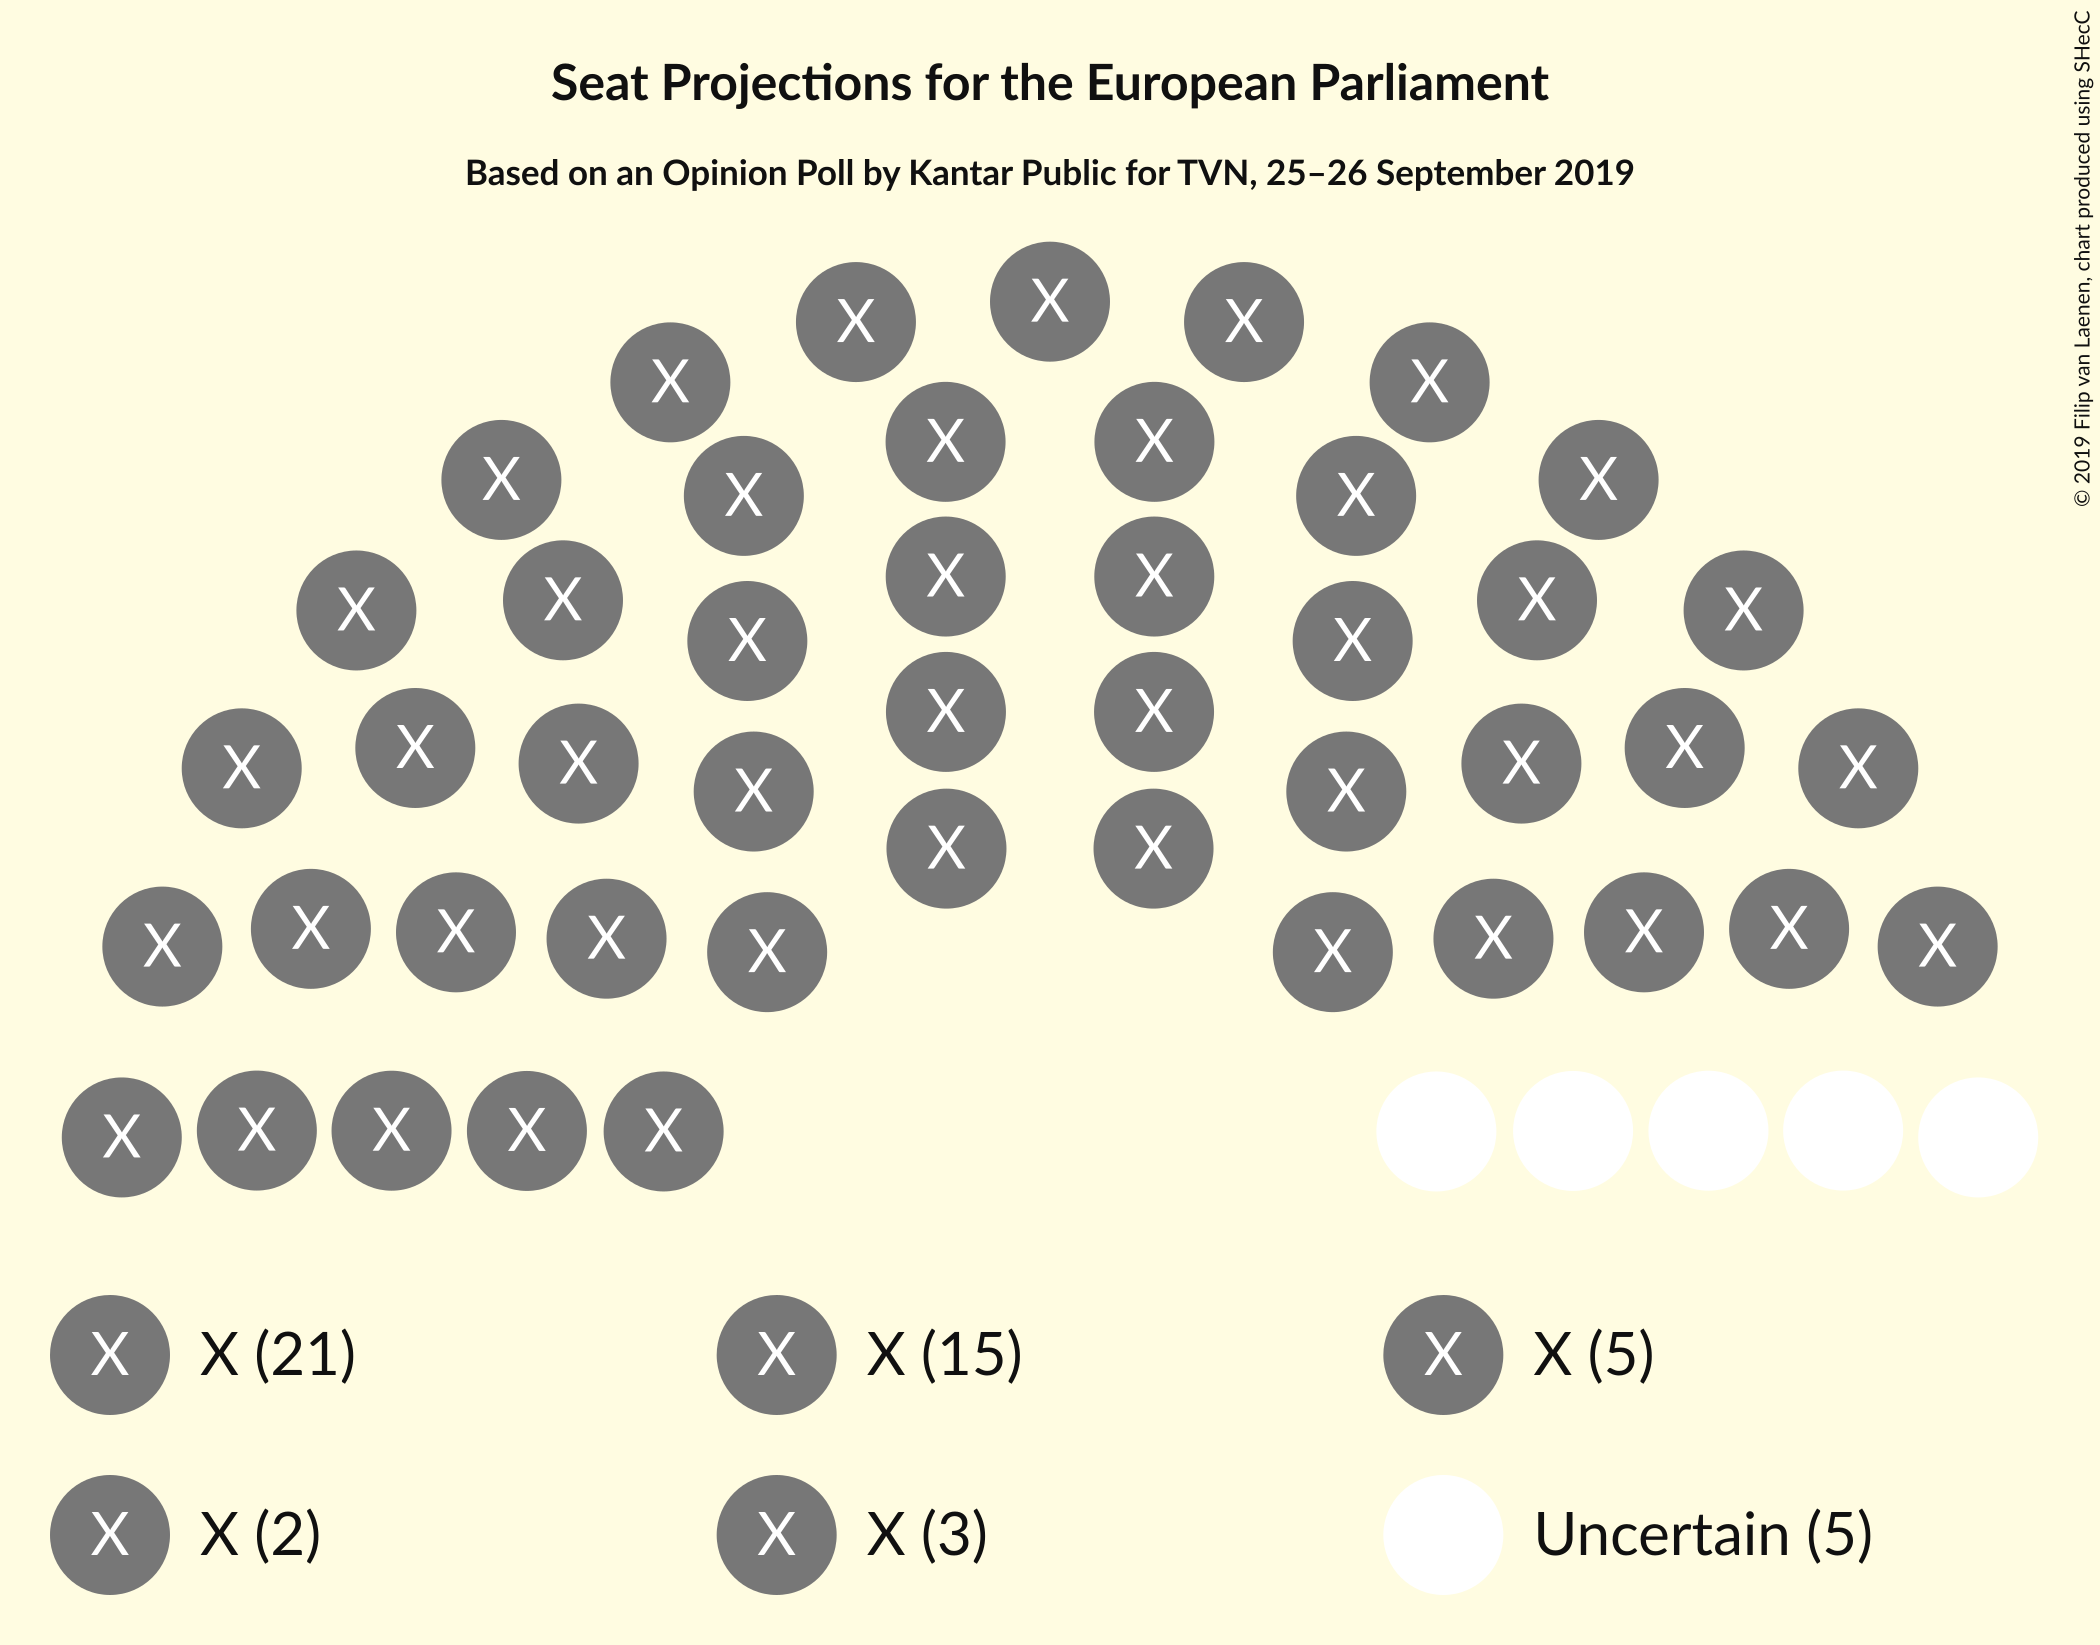 Seat Projections for the European Parliament
Based on an Opinion Poll by Kantar Public for TVN, 25–26 September 2019
© 2019 Filip van Laenen, chart produced using SHecC
X X X
X X
X X
X X X X
X X X X X X
X X
X X
X X X X X X X X
X X
X X X X X X X X X X
X X X X X
X X (21) X X (15) X X (5)
X X (2) X X (3) Uncertain (5)